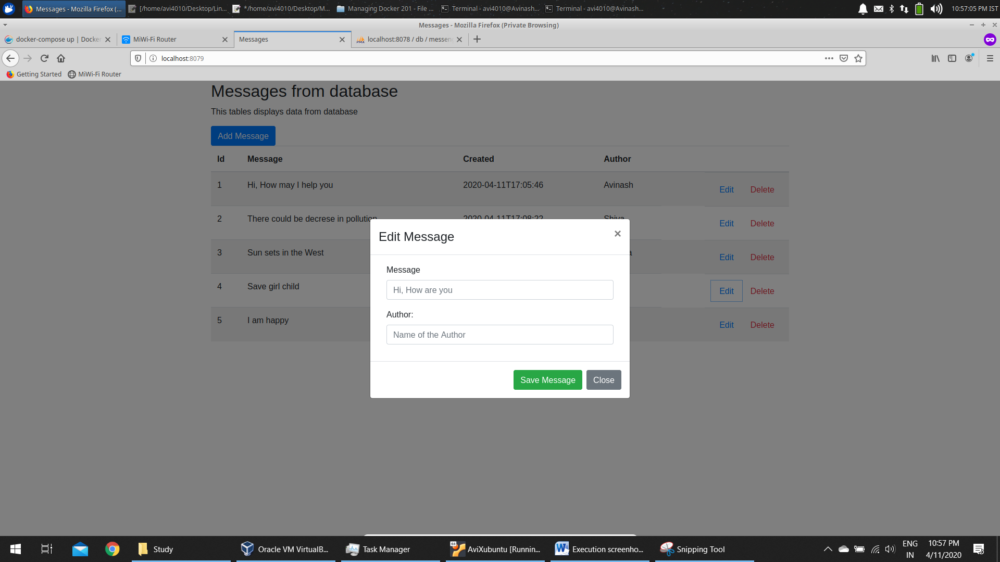 Messages - Mozilla Firefox (... [/home/avi4010/Desktop/Lin... */home/avi4010/Desktop/M... Managing Docker 201 - File ... Terminal - avi4010@Avinash... Terminal - avi4010@Avinash... 10:57:05 PM IST
Messages - Mozilla Firefox (Private Browsing)
docker-compose up | Docker MiWi-Fi Router Messages localhost:8078 / db / messen
localhost:8079
Getting Started MiWi-Fi Router
Messages from database
This tables displays data from database
Add Message
Id Message Created Author
1 Hi, How may I help you 2020-04-11T17:05:46 Avinash Edit Delete
2 There could be decrese in pollution 2020-04-11T17:08:22 Shiva Edit Delete
3 Sun sets in the West a Edit Delete
4 Save girl child Edit Delete
5 I am happy Edit Delete
Edit Message ×
Message
Hi, How are you
Author:
Name of the Author
Save Message Close
Study Oracle VM VirtualB... Task Manager AviXubuntu [Runnin... Execution screensho... Snipping Tool ENG IN 10:57 PM 4/11/2020